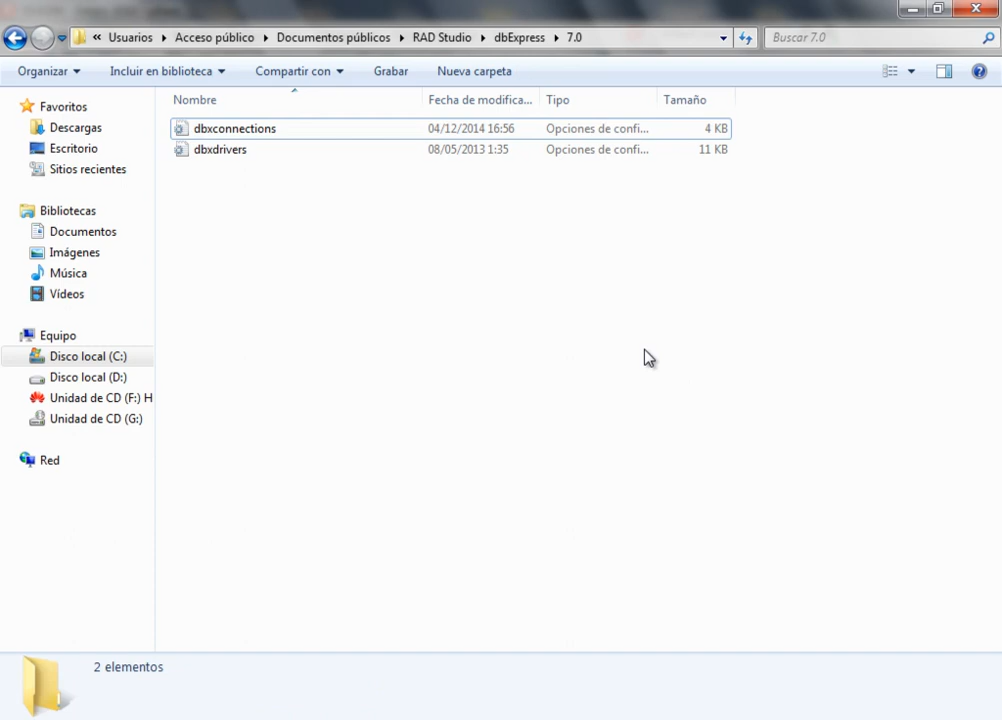 « Usuarios Acceso público Documentos públicos RAD Studio dbExpress 7.0
Buscar 7.0
Organizar Incluir en biblioteca Compartir con Grabar Nueva carpeta
Nombre Fecha de modifica... Tipo Tamaño
dbxconnections 04/12/2014 16:56 Opciones de confi... 4 KB
dbxdrivers 08/05/2013 1:35 Opciones de confi... 11 KB
Favoritos
Descargas
Escritorio
Sitios recientes
Bibliotecas
Documentos
Imágenes
Música
Vídeos
Equipo
Disco local (C:)
Disco local (D:)
Unidad de CD (F:) H
Unidad de CD (G:)
Red
2 elementos